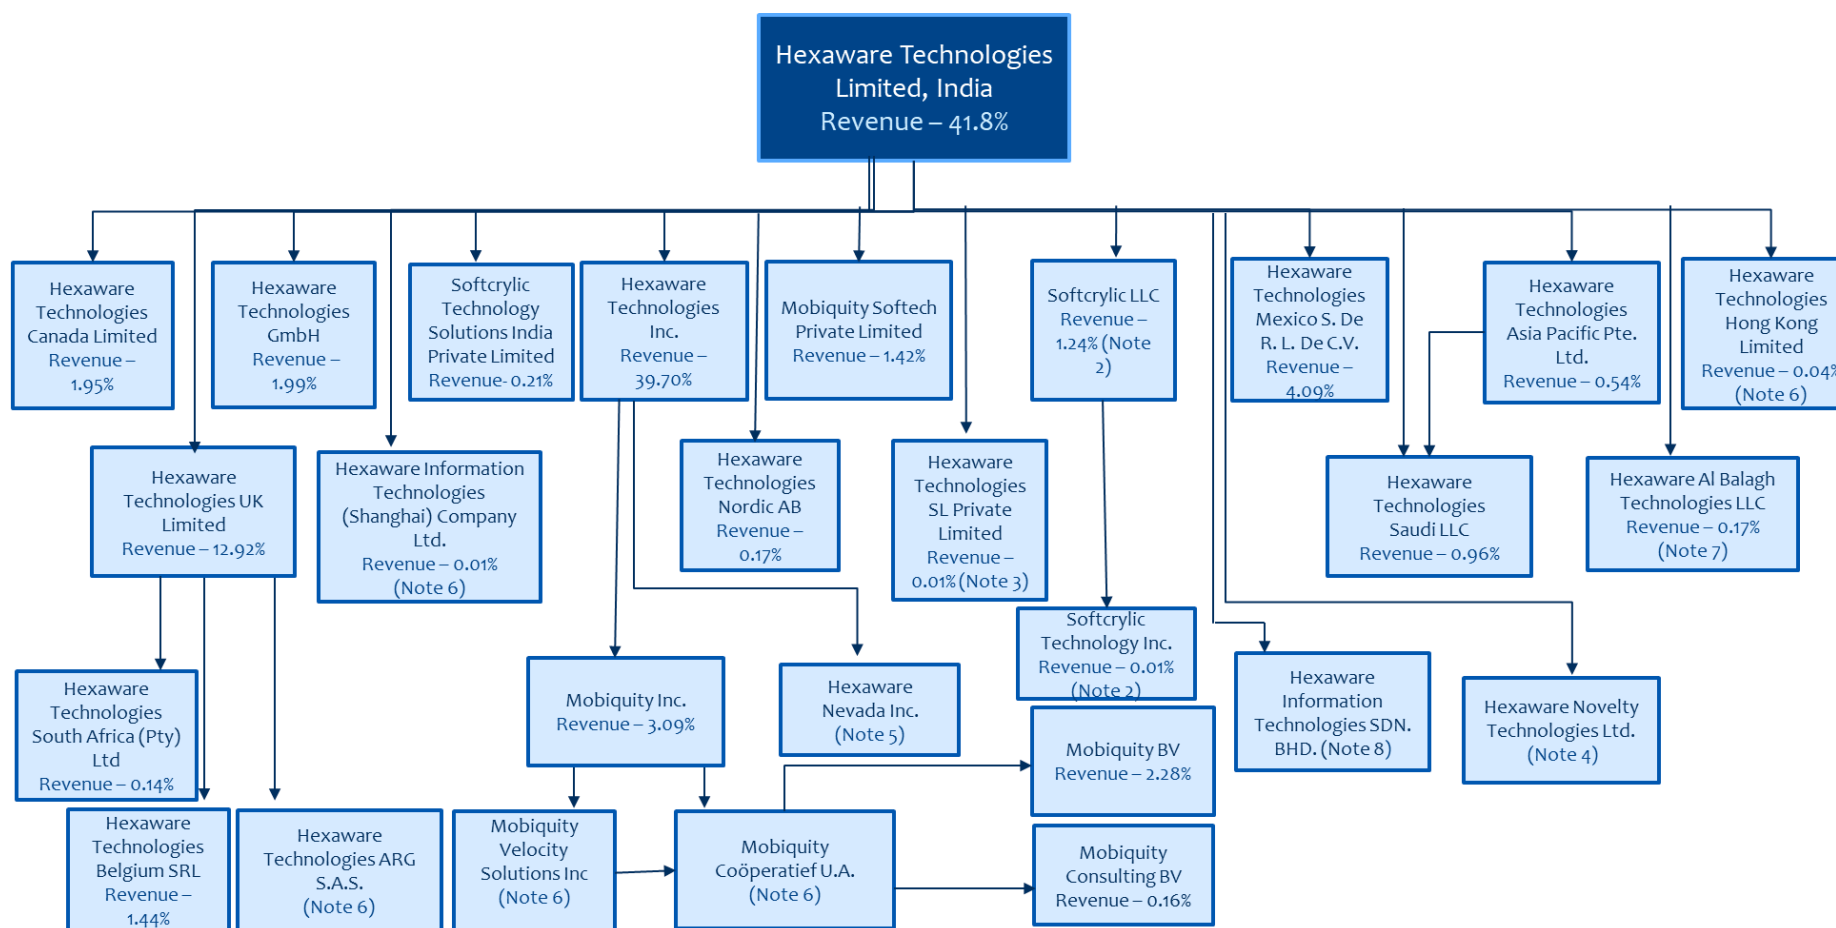 Hexaware Technologies
Limited, India
Revenue – 41.8%
Hexaware
Technologies
Canada Limited
Revenue –
1.95%
Hexaware
Technologies
GmbH
Revenue –
1.99%
Softcrylic
Technology
Solutions India
Private Limited
Revenue- 0.21%
Hexaware
Technologies
Inc.
Revenue –
39.70%
Mobiquity Softech
Private Limited
Revenue – 1.42%
Softcrylic LLC
Revenue –
1.24% (Note
2)
Hexaware
Technologies
Mexico S. De
R. L. De C.V.
Revenue –
4.09%
Hexaware
Technologies
Asia Pacific Pte.
Ltd.
Revenue – 0.54%
Hexaware
Technologies
Hong Kong
Limited
Revenue – 0.04%
(Note 6)
Hexaware
Technologies UK
Limited
Revenue – 12.92%
Hexaware Information
Technologies
(Shanghai) Company
Ltd.
Revenue – 0.01%
(Note 6)
Hexaware
Technologies
Nordic AB
Revenue –
0.17%
Hexaware
Technologies
SL Private
Limited
Revenue –
0.01% (Note 3)
Hexaware
Technologies
Saudi LLC
Revenue – 0.96%
Hexaware Al Balagh
Technologies LLC
Revenue – 0.17%
(Note 7)
Softcrylic
Technology Inc.
Revenue – 0.01%
(Note 2)
Hexaware
Technologies
South Africa (Pty)
Ltd
Revenue – 0.14%
Mobiquity Inc.
Revenue – 3.09%
Hexaware
Nevada Inc.
(Note 5)
Hexaware
Information
Technologies SDN.
BHD. (Note 8)
Hexaware Novelty
Technologies Ltd.
(Note 4)
Mobiquity BV
Revenue – 2.28%
Hexaware
Technologies
Belgium SRL
Revenue –
1.44%
Hexaware
Technologies ARG
S.A.S.
(Note 6)
Mobiquity
Velocity
Solutions Inc
(Note 6)
Mobiquity
Coöperatief U.A.
(Note 6)
Mobiquity
Consulting BV
Revenue – 0.16%